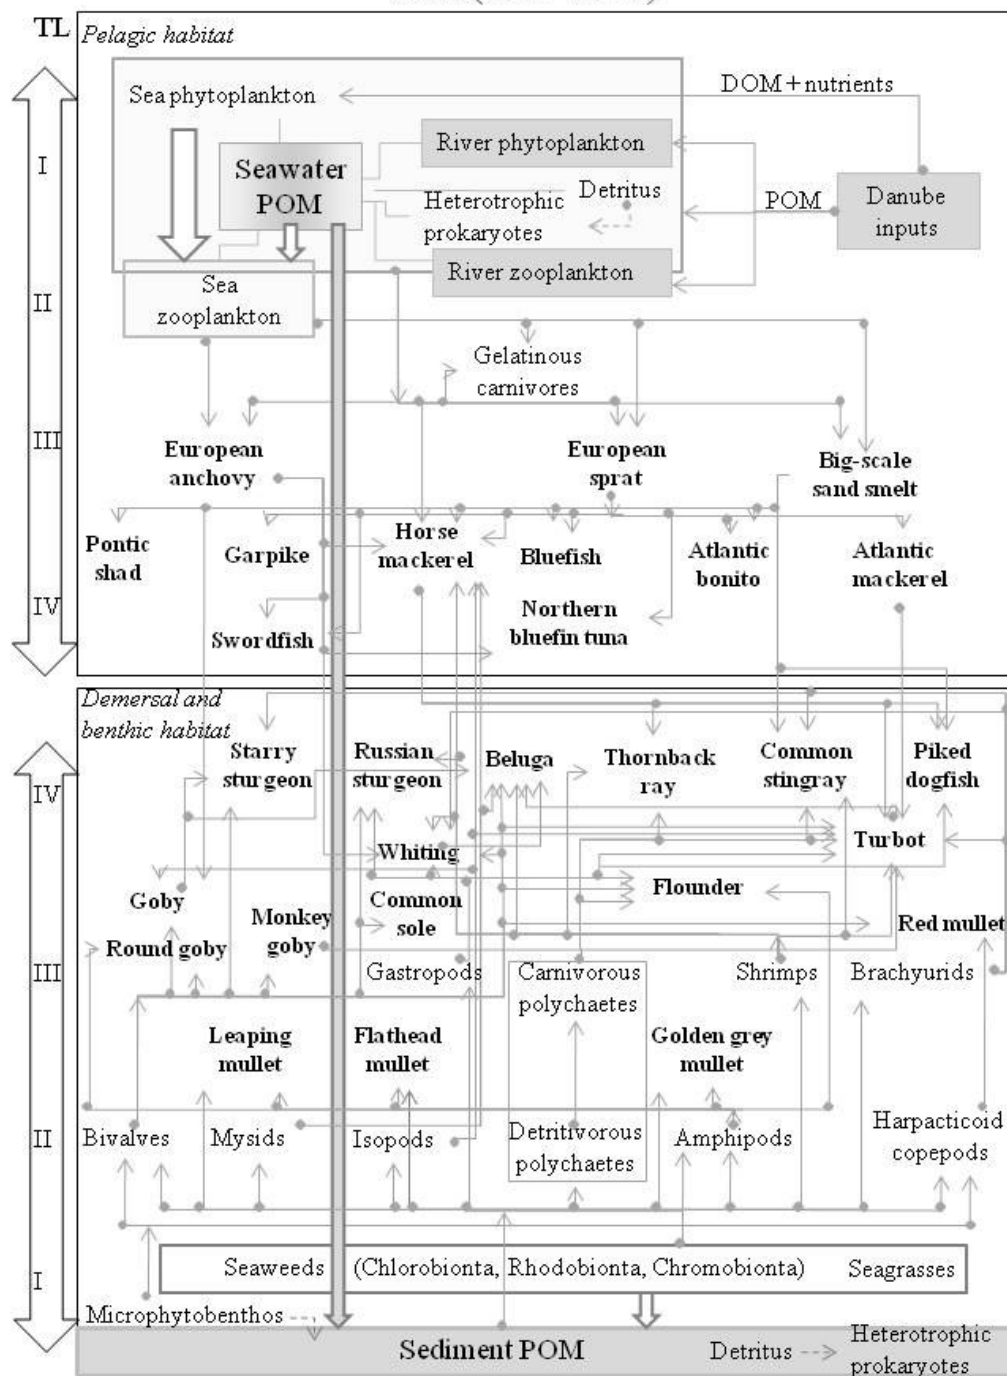 TL
Pelagic habitat
Sea phytoplankton
DOM + nutrients
I
River phytoplankton
Seawater
POM
Detritus
POM
Danube
inputs
Heterotrophic
prokaryotes
River zooplankton
II
Sea
zooplankton
Gelatinous
carnivores
III
European
anchovy
European
sprat
Big-scale
sand smelt
Pontic
shad
Garpike
Horse
mackerel
Bluefish
Atlantic
bonito
Atlantic
mackerel
IV
Swordfish
Northern
bluefin tuna
Demersal and
benthic habitat
Starry
sturgeon
Russian
sturgeon
Beluga
Thornback
ray
Common
stingray
Piked
dogfish
IV
Whiting
Turbot
Goby
Common
sole
Flounder
Monkey
goby
Round goby
Red mullet
III
Gastropods
Carnivorous
polychaetes
Shrimps
Brachyurids
Leaping
mullet
Flathead
mullet
Golden grey
mullet
II
Bivalves
Mysids
Isopods
Detritivorous
polychaetes
Amphipods
Harpacticoid
copepods
I
Seaweeds (Chlorobionta, Rhodobionta, Chromobionta) Seagrasses
Microphytobenthos
Sediment POM
Detritus
Heterotrophic
prokaryotes